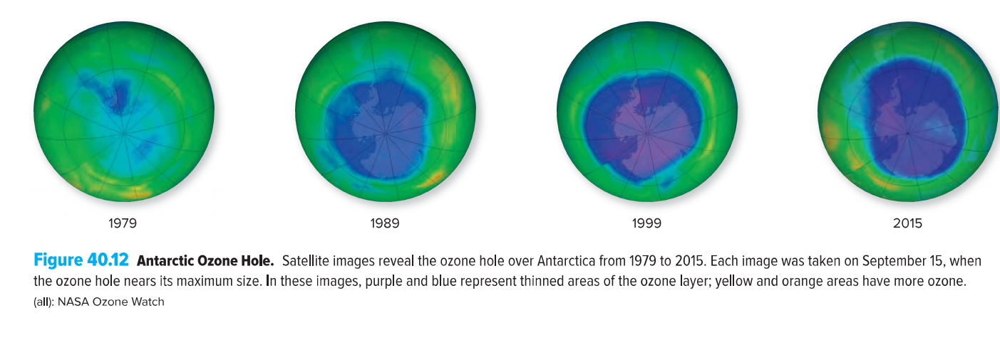 1979
1989
1999
2015
Figure 40.12 Antarctic Ozone Hole. Satellite images reveal the ozone hole over Antarctica from 1979 to 2015. Each image was taken on September 15, when
the ozone hole nears its maximum size. In these images, purple and blue represent thinned areas of the ozone layer; yellow and orange areas have more ozone.
(all): NASA Ozone Watch